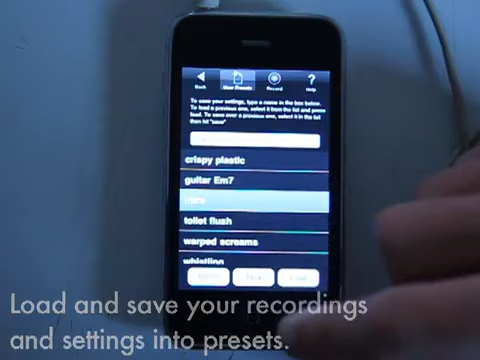 Back User Presets Record Help
To save your settings, type a name in the box below.
To load a previous one, select it from the list and press
load. To save over a previous one, select it in the list
then hit "save"
crispy plastic
guitar Em7
toilet flush
warped screams
whistling
Save
Load
Load and save your recordings
and settings into presets.